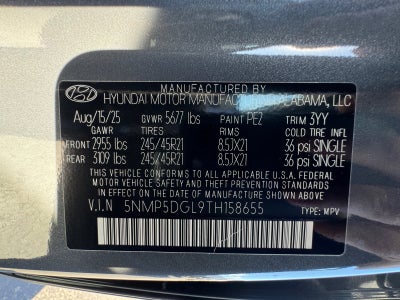 MANUFACTURED BY
HYUNDAI MOTOR MANUFACTURING ALABAMA, LLC
Aug/15/25 GVWR 5677 lbs PAINT PE2 TRIM 3YY
GAWR TIRES RIMS COLD TIRE INFL
FRONT 2955 lbs 245/45R21 8.5JX21 36 psi SINGLE
REAR 3109 lbs 245/45R21 8.5JX21 36 psi SINGLE
THIS VEHICLE CONFORMS TO ALL APPLICABLE U.S. FEDERAL
MOTOR VEHICLE SAFETY AND THEFT PREVENTION STANDARDS
IN EFFECT ON THE DATE OF MANUFACTURE SHOWN ABOVE.
V.I.N 5NMP5DGL9TH158655 TYPE: MPV